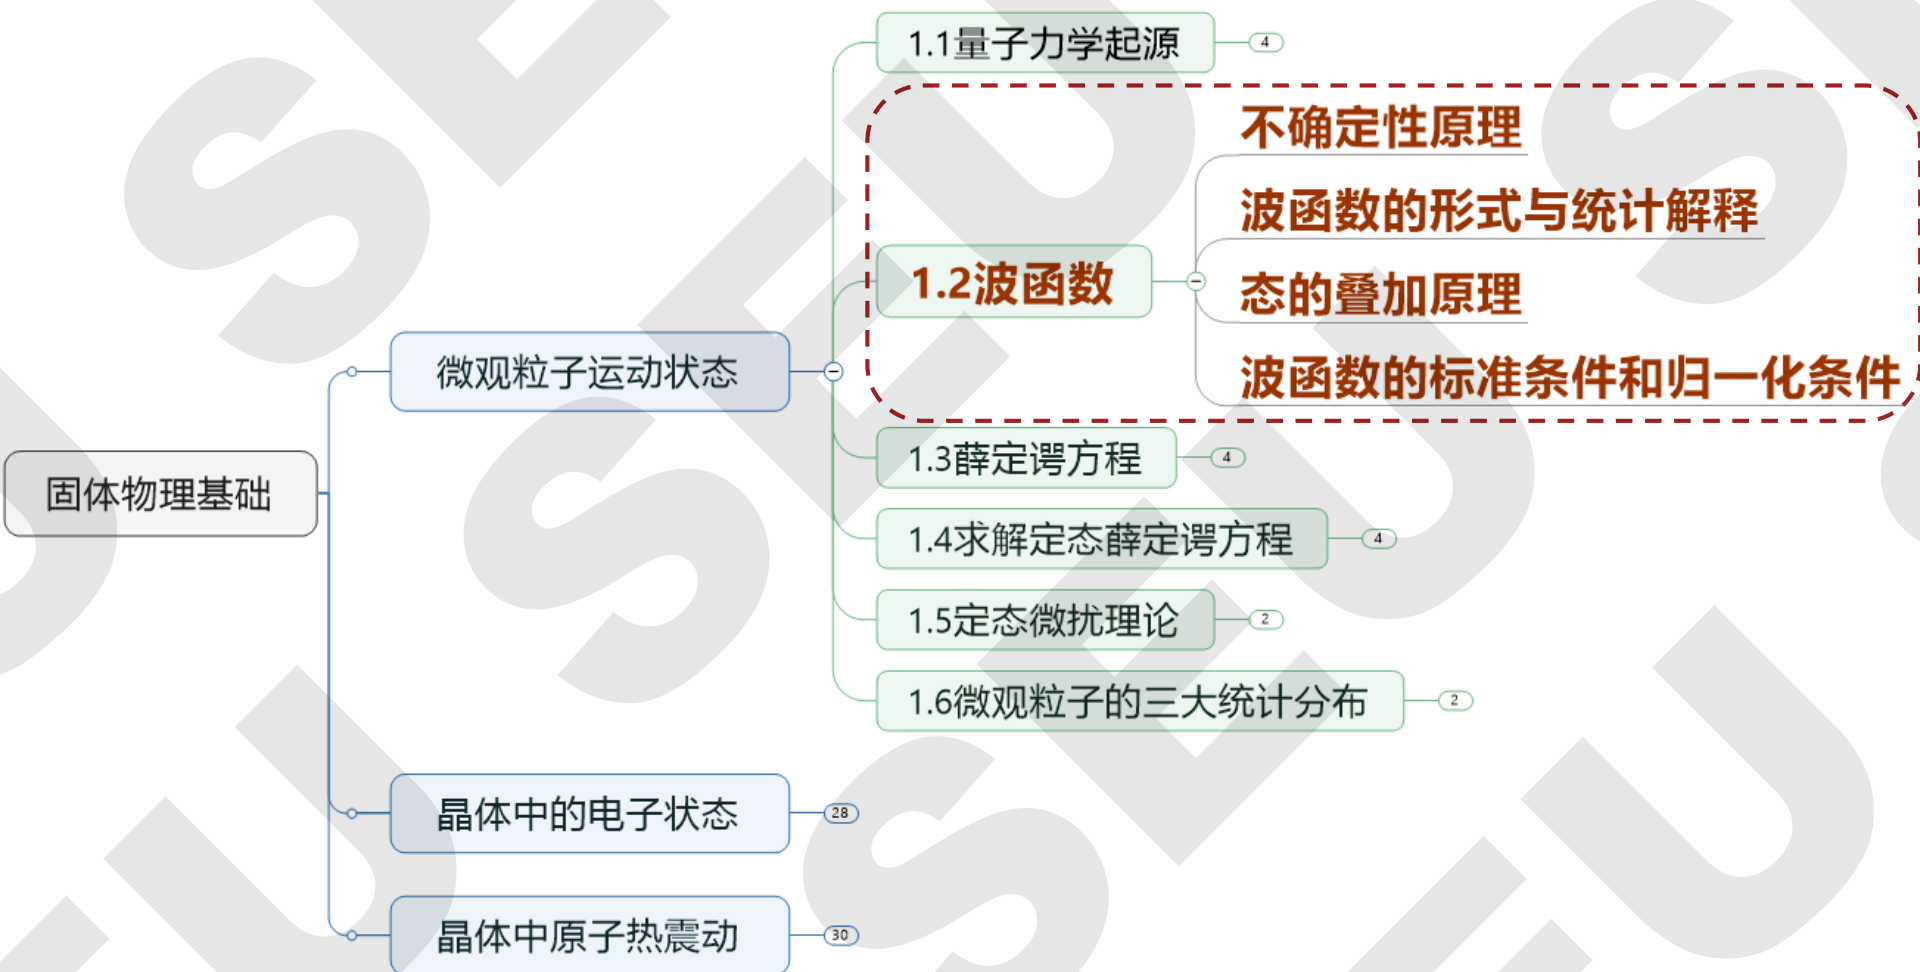 固体物理基础
微观粒子运动状态
1.1量子力学起源
4
1.2波函数
不确定性原理
波函数的形式与统计解释
态的叠加原理
波函数的标准条件和归一化条件
1.3薛定谔方程
4
1.4求解定态薛定谔方程
4
1.5定态微扰理论
2
1.6微观粒子的三大统计分布
2
晶体中的电子状态
28
晶体中原子热震动
30
SEU
SEU
SEU
SEU